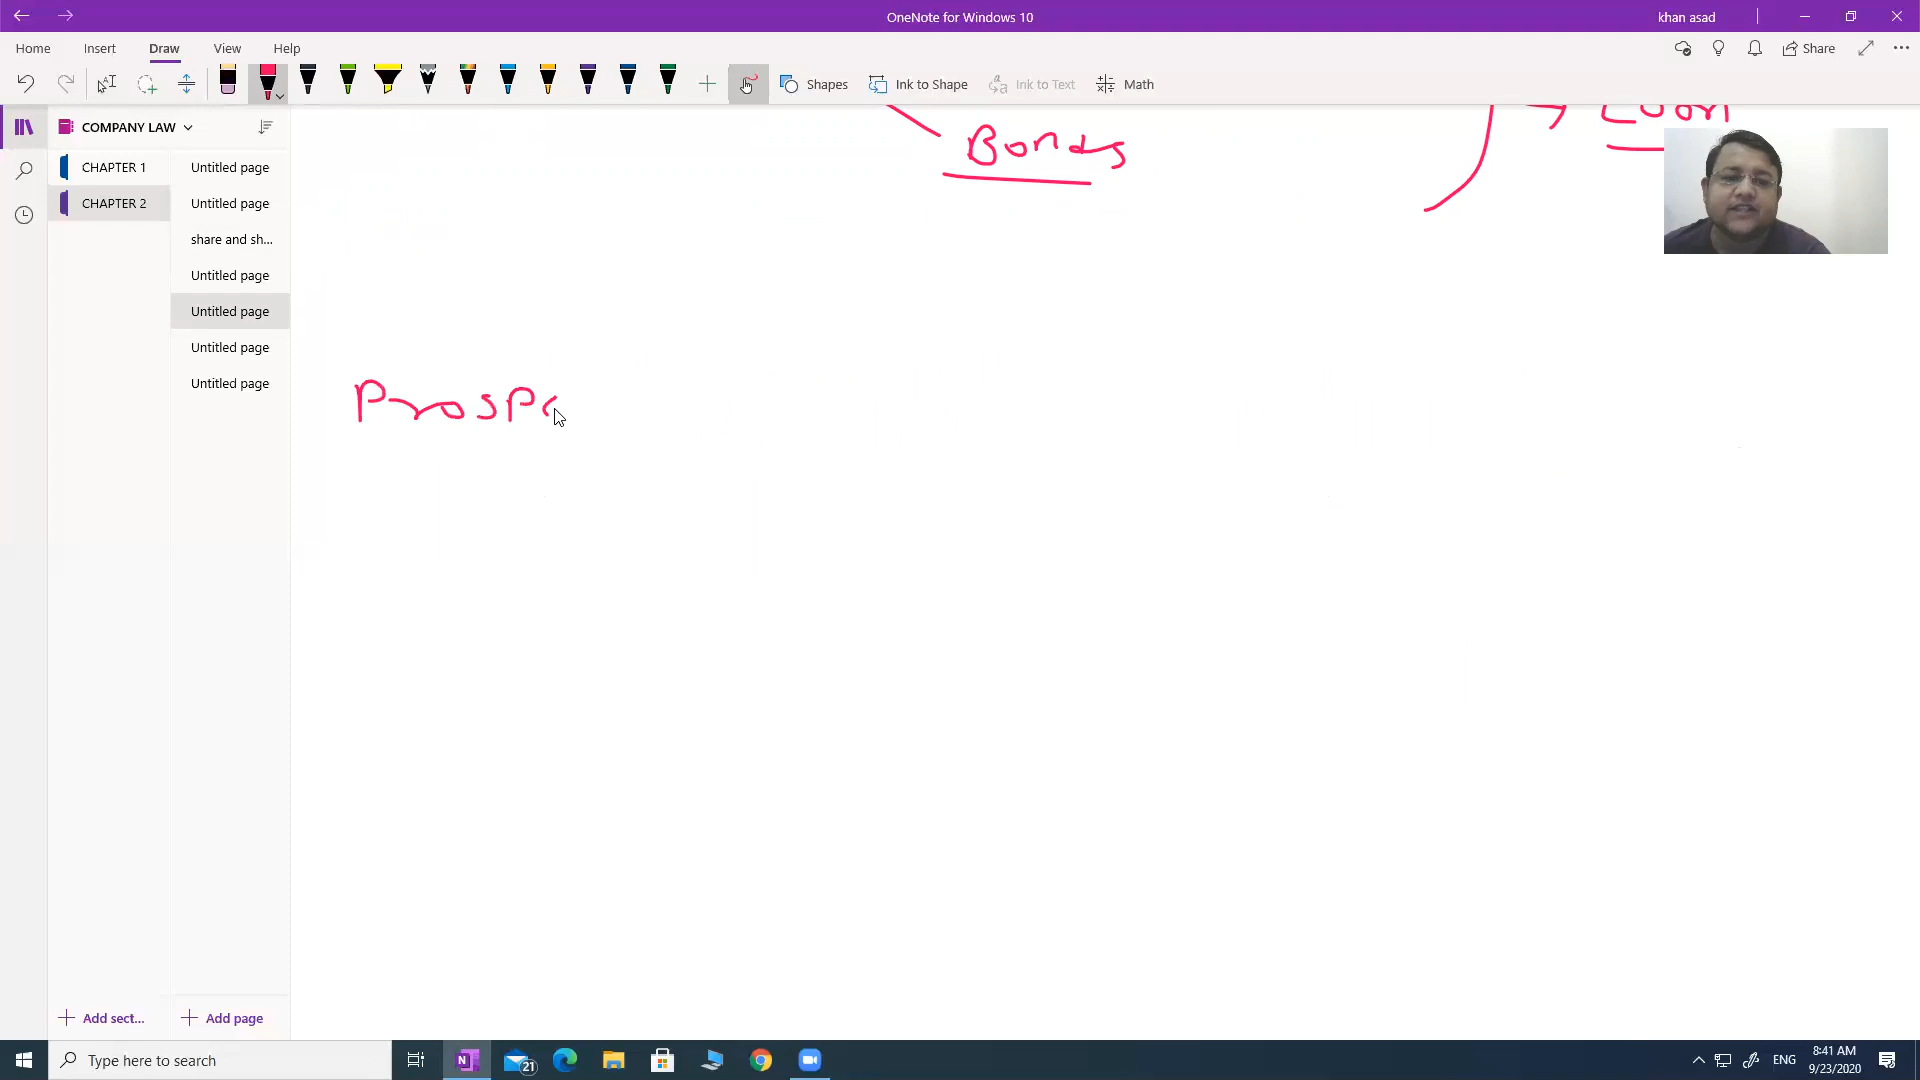 OneNote for Windows 10
khan asad
Home Insert Draw View Help
Share
Shapes Ink to Shape Ink to Text Math
COMPANY LAW
CHAPTER 1
CHAPTER 2
Untitled page
Untitled page
share and sh...
Untitled page
Untitled page
Untitled page
Untitled page
Bonds
Loan
Prospe
Add sect...
Add page
Type here to search
N
21
ENG
8:41 AM
9/23/2020